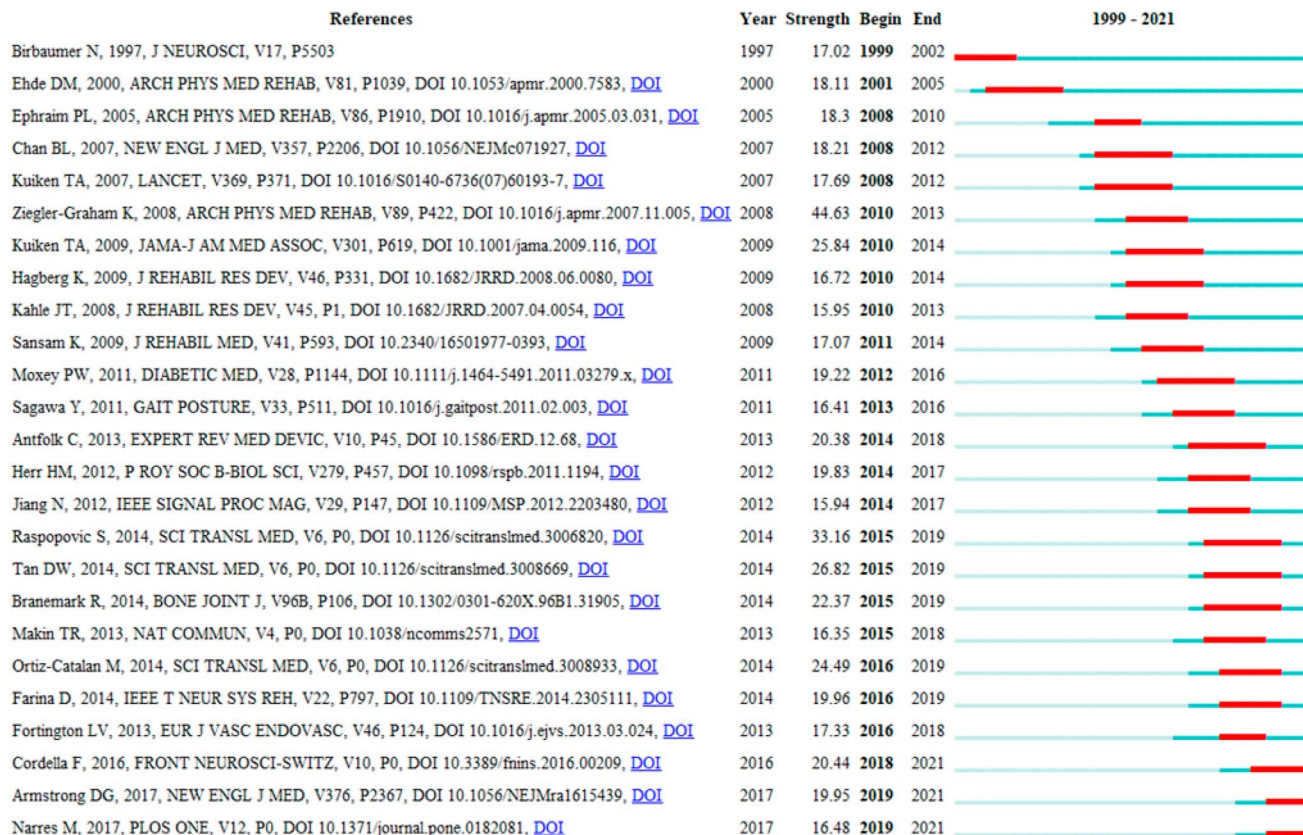 References Year Strength Begin End 1999 - 2021
Birbaumer N, 1997, J NEUROSCI, V17, P5503 1997 17.02 1999 2002
Ehde DM, 2000, ARCH PHYS MED REHAB, V81, P1039, DOI 10.1053/apmr.2000.7583, DOI 2000 18.11 2001 2005
Ephraim PL, 2005, ARCH PHYS MED REHAB, V86, P1910, DOI 10.1016/j.apmr.2005.03.031, DOI 2005 18.3 2008 2010
Chan BL, 2007, NEW ENGL J MED, V357, P2206, DOI 10.1056/NEJMc071927, DOI 2007 18.21 2008 2012
Kuiken TA, 2007, LANCET, V369, P371, DOI 10.1016/S0140-6736(07)60193-7, DOI 2007 17.69 2008 2012
Ziegler-Graham K, 2008, ARCH PHYS MED REHAB, V89, P422, DOI 10.1016/j.apmr.2007.11.005, DOI 2008 44.63 2010 2013
Kuiken TA, 2009, JAMA-J AM MED ASSOC, V301, P619, DOI 10.1001/jama.2009.116, DOI 2009 25.84 2010 2014
Hagberg K, 2009, J REHABIL RES DEV, V46, P331, DOI 10.1682/JRRD.2008.06.0080, DOI 2009 16.72 2010 2014
Kahle JT, 2008, J REHABIL RES DEV, V45, P1, DOI 10.1682/JRRD.2007.04.0054, DOI 2008 15.95 2010 2013
Sansam K, 2009, J REHABIL MED, V41, P593, DOI 10.2340/16501977-0393, DOI 2009 17.07 2011 2014
Moxey PW, 2011, DIABETIC MED, V28, P1144, DOI 10.1111/j.1464-5491.2011.03279.x, DOI 2011 19.22 2012 2016
Sagawa Y, 2011, GAIT POSTURE, V33, P511, DOI 10.1016/j.gaitpost.2011.02.003, DOI 2011 16.41 2013 2016
Antfolk C, 2013, EXPERT REV MED DEVIC, V10, P45, DOI 10.1586/ERD.12.68, DOI 2013 20.38 2014 2018
Herr HM, 2012, P ROY SOC B-BIOL SCI, V279, P457, DOI 10.1098/rspb.2011.1194, DOI 2012 19.83 2014 2017
Jiang N, 2012, IEEE SIGNAL PROC MAG, V29, P147, DOI 10.1109/MSP.2012.2203480, DOI 2012 15.94 2014 2017
Raspopovic S, 2014, SCI TRANSL MED, V6, P0, DOI 10.1126/scitranslmed.3006820, DOI 2014 33.16 2015 2019
Tan DW, 2014, SCI TRANSL MED, V6, P0, DOI 10.1126/scitranslmed.3008669, DOI 2014 26.82 2015 2019
Branemark R, 2014, BONE JOINT J, V96B, P106, DOI 10.1302/0301-620X.96B1.31905, DOI 2014 22.37 2015 2019
Makin TR, 2013, NAT COMMUN, V4, P0, DOI 10.1038/ncomms2571, DOI 2013 16.35 2015 2018
Ortiz-Catalan M, 2014, SCI TRANSL MED, V6, P0, DOI 10.1126/scitranslmed.3008933, DOI 2014 24.49 2016 2019
Farina D, 2014, IEEE T NEUR SYS REH, V22, P797, DOI 10.1109/TNSRE.2014.2305111, DOI 2014 19.96 2016 2019
Fortington LV, 2013, EUR J VASC ENDOVASC, V46, P124, DOI 10.1016/j.ejvs.2013.03.024, DOI 2013 17.33 2016 2018
Cordella F, 2016, FRONT NEUROSCI-SWITZ, V10, P0, DOI 10.3389/fnins.2016.00209, DOI 2016 20.44 2018 2021
Armstrong DG, 2017, NEW ENGL J MED, V376, P2367, DOI 10.1056/NEJMra1615439, DOI 2017 19.95 2019 2021
Narres M, 2017, PLOS ONE, V12, P0, DOI 10.1371/journal.pone.0182081, DOI 2017 16.48 2019 2021